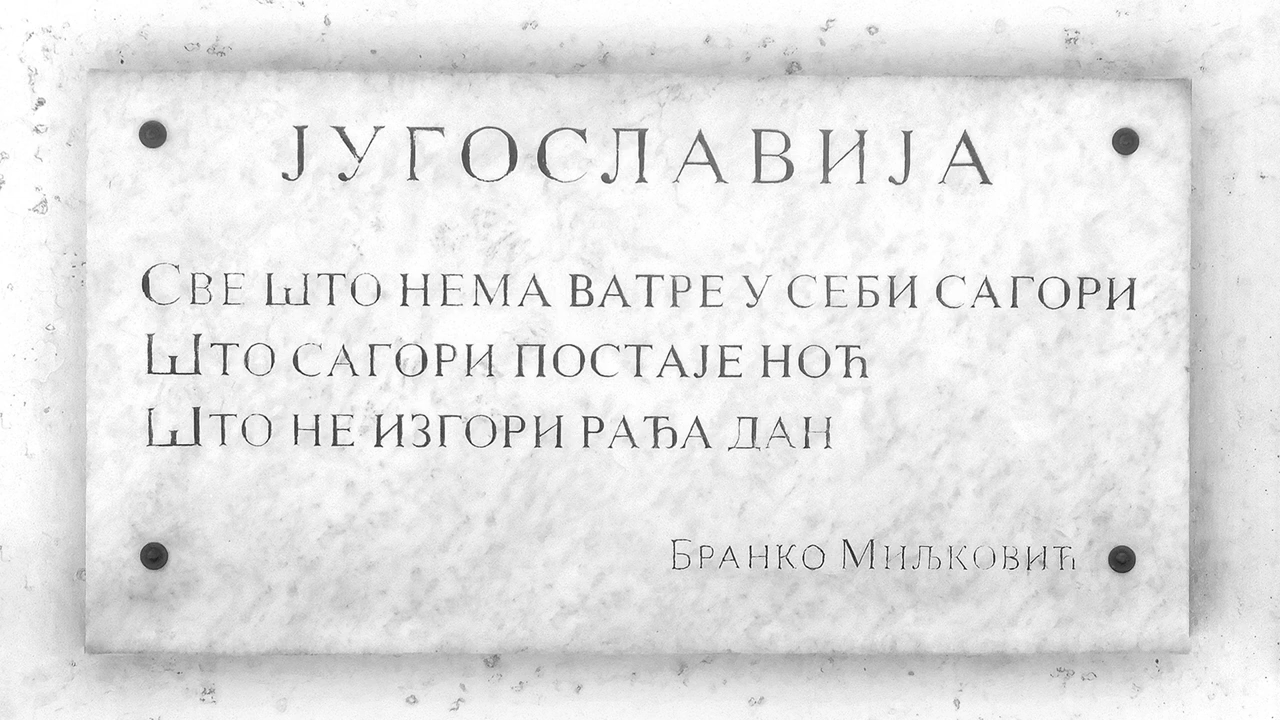 ЈУГОСЛАВИЈА
СВЕ ШТО НЕМА ВАТРЕ У СЕБИ САГОРИ
ШТО САГОРИ ПОСТАЈЕ НОЋ
ШТО НЕ ИЗГОРИ РАЂА ДАН
БРАНКО МИЉКОВИЋ